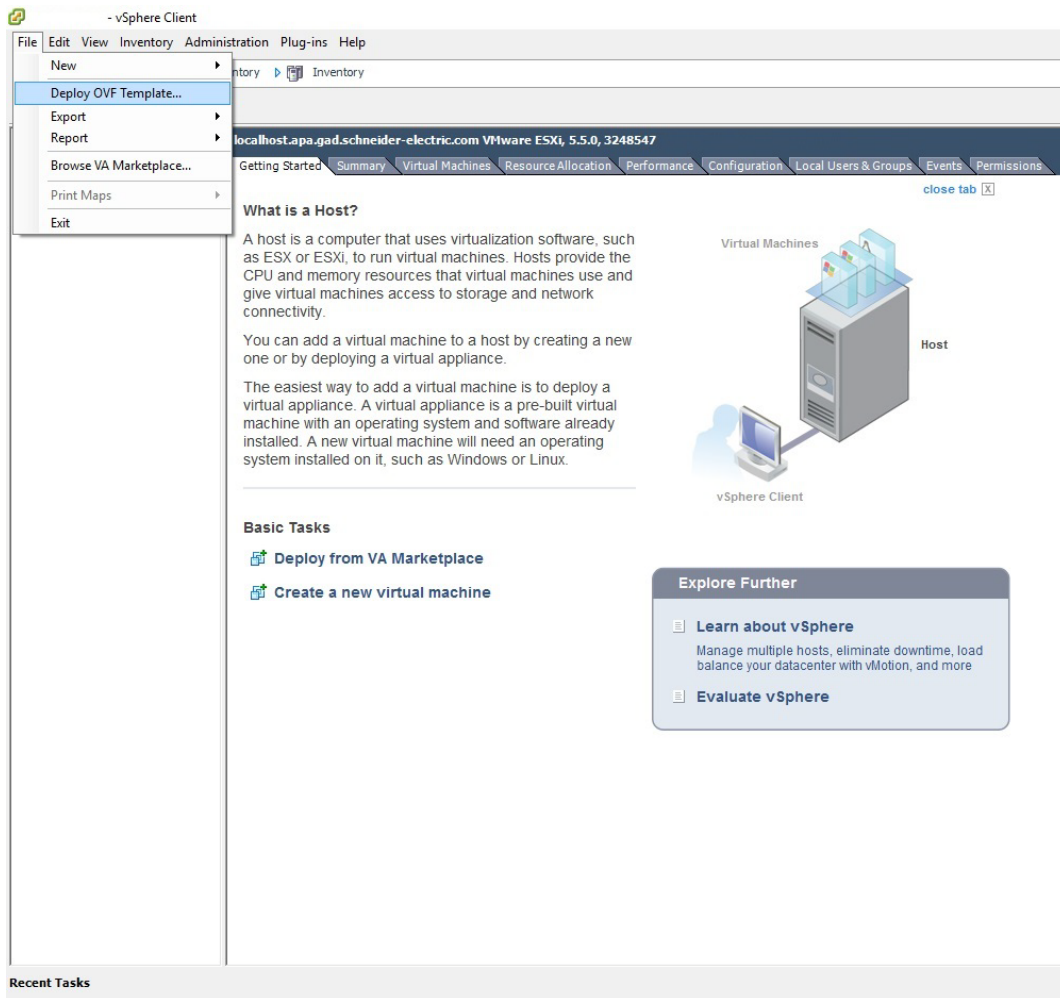 - vSphere Client
File Edit View Inventory Administration Plug-ins Help
New
Deploy OVF Template...
Export
Report
Browse VA Marketplace...
Print Maps
Exit
ntory Inventory
localhost.apa.gad.schneider-electric.com VMware ESXi, 5.5.0, 3248547
Getting Started Summary Virtual Machines Resource Allocation Performance Configuration Local Users & Groups Events Permissions
close tab X
What is a Host?
A host is a computer that uses virtualization software, such
as ESX or ESXi, to run virtual machines. Hosts provide the
CPU and memory resources that virtual machines use and
give virtual machines access to storage and network
connectivity.
You can add a virtual machine to a host by creating a new
one or by deploying a virtual appliance.
The easiest way to add a virtual machine is to deploy a
virtual appliance. A virtual appliance is a pre-built virtual
machine with an operating system and software already
installed. A new virtual machine will need an operating
system installed on it, such as Windows or Linux.
Virtual Machines
Host
vSphere Client
Basic Tasks
Deploy from VA Marketplace
Create a new virtual machine
Explore Further
Learn about vSphere
Manage multiple hosts, eliminate downtime, load
balance your datacenter with vMotion, and more
Evaluate vSphere
Recent Tasks